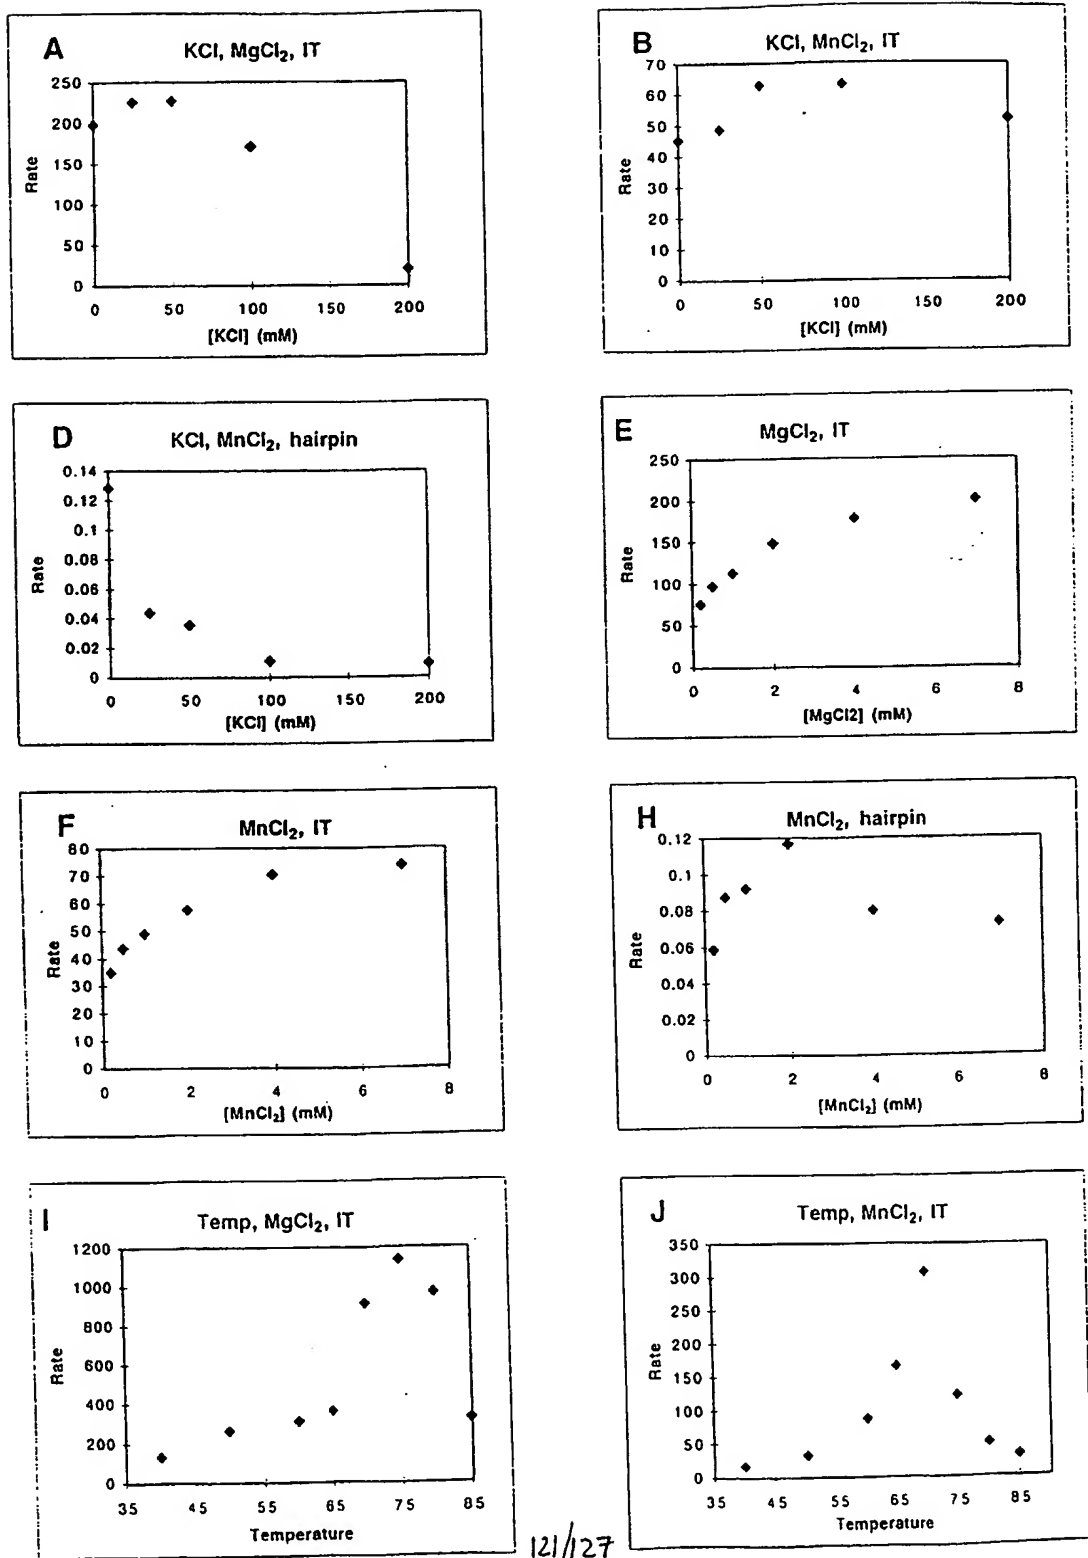 A
KCl, MgCl₂, IT
250
200
150
100
50
0
Rate
0 50 100 150 200
[KCl] (mM)
B
KCl, MnCl₂, IT
70
60
50
40
30
20
10
0
Rate
0 50 100 150 200
[KCl] (mM)
D
KCl, MnCl₂, hairpin
0.14
0.12
0.1
0.08
0.06
0.04
0.02
0
Rate
0 50 100 150 200
[KCl] (mM)
E
MgCl₂, IT
250
200
150
100
50
0
Rate
0 2 4 6 8
[MgCl2] (mM)
F
MnCl₂, IT
80
70
60
50
40
30
20
10
0
Rate
0 2 4 6 8
[MnCl₂] (mM)
H
MnCl₂, hairpin
0.12
0.1
0.08
0.06
0.04
0.02
0
Rate
0 2 4 6 8
[MnCl₂] (mM)
I
Temp, MgCl₂, IT
1200
1000
800
600
400
200
0
Rate
35 45 55 65 75 85
Temperature
J
Temp, MnCl₂, IT
350
300
250
200
150
100
50
0
Rate
35 45 55 65 75 85
Temperature
121/127